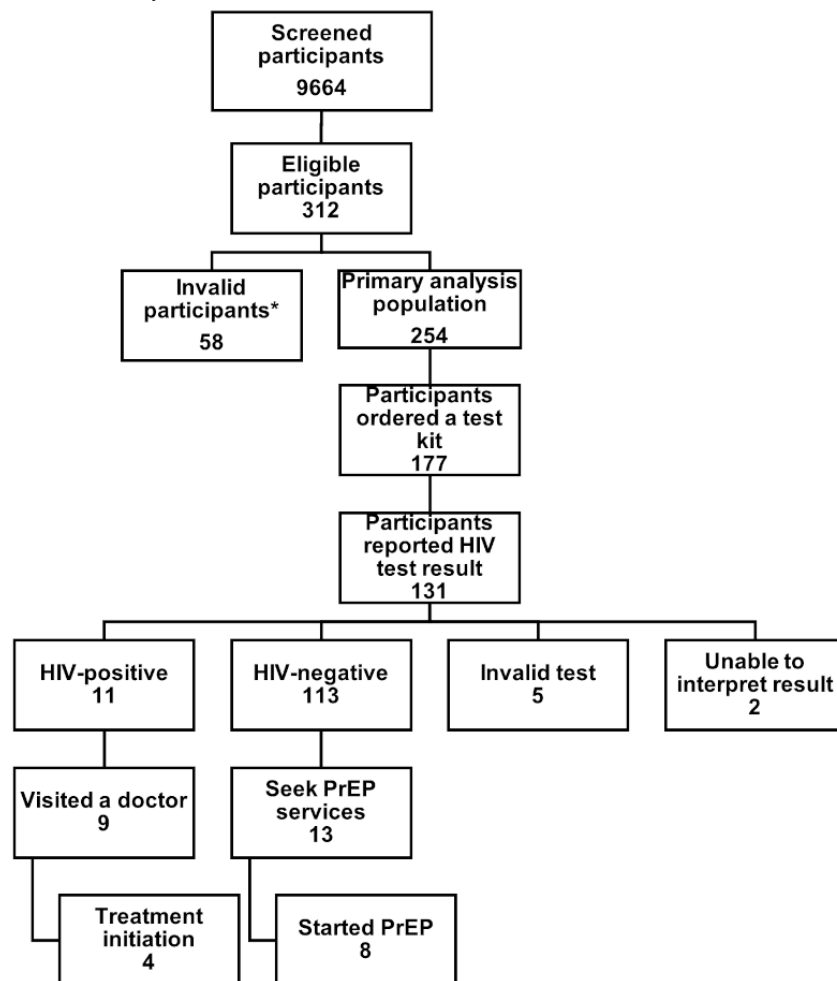 Screened
participants
9664
Eligible
participants
312
Invalid
participants*
58
Primary analysis
population
254
Participants
ordered a test
kit
177
Participants
reported HIV
test result
131
HIV-positive
11
HIV-negative
113
Invalid test
5
Unable to
interpret result
2
Visited a doctor
9
Seek PrEP
services
13
Treatment
initiation
4
Started PrEP
8